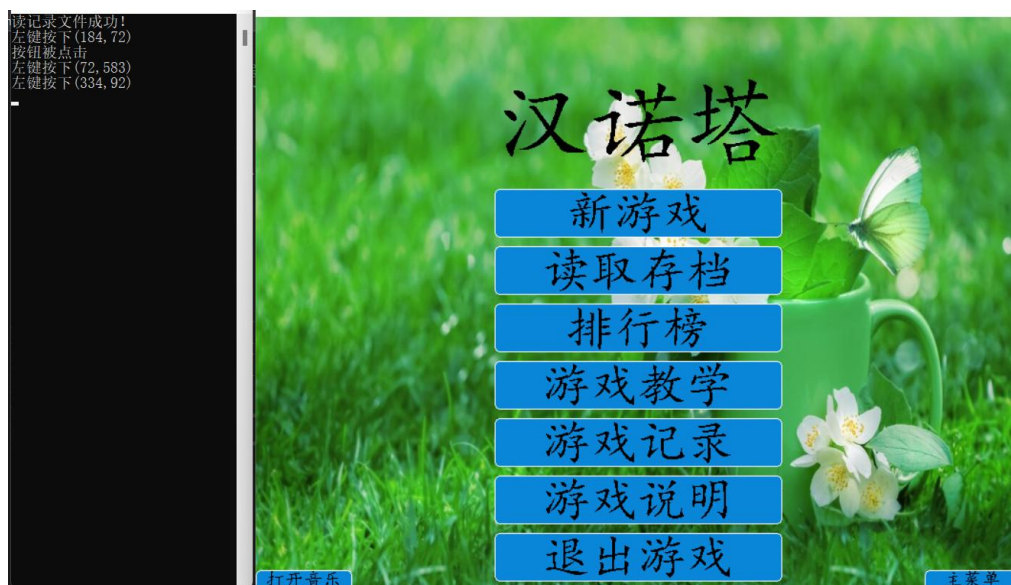 读记录文件成功!
左键按下(184,72)
按钮被点击
左键按下(72,583)
左键按下(334,92)
汉诺塔
新游戏
读取存档
排行榜
游戏教学
游戏记录
游戏说明
退出游戏
打开音乐
主菜单